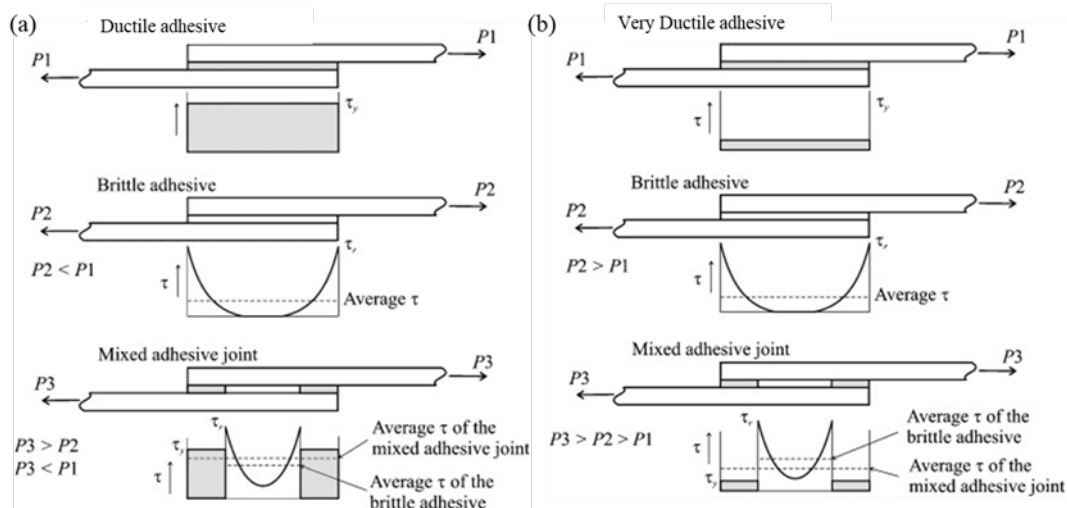 (a)
Ductile adhesive
P1
P1
τy
τ
Brittle adhesive
P2
P2
τr
P2 < P1
τ
Average τ
Mixed adhesive joint
P3
P3
τr
P3 > P2
P3 < P1
τy
τ
Average τ of the
mixed adhesive joint
Average τ of the
brittle adhesive
(b)
Very Ductile adhesive
P1
P1
τy
τ
Brittle adhesive
P2
P2
τr
P2 > P1
τ
Average τ
Mixed adhesive joint
P3
P3
τr
P3 > P2 > P1
τ
τy
Average τ of the
brittle adhesive
Average τ of the
mixed adhesive joint